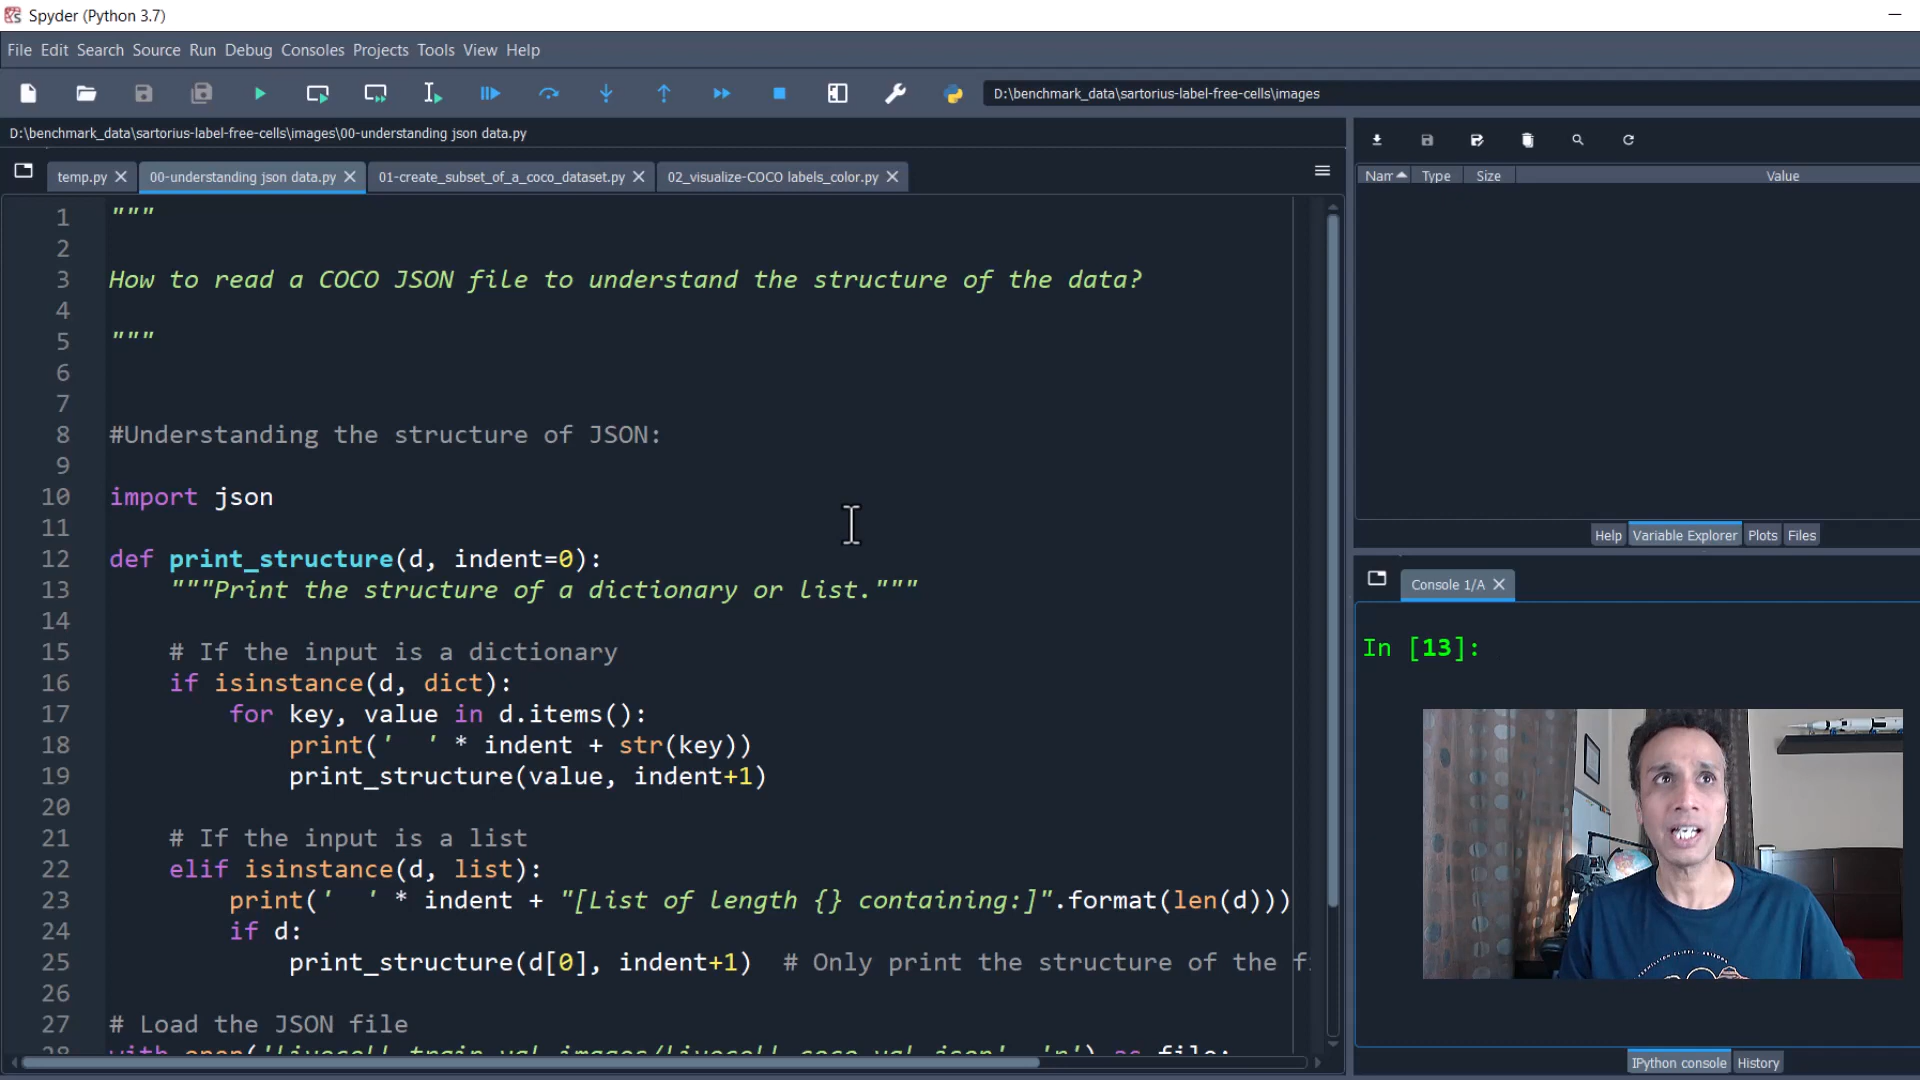 Spyder (Python 3.7)
File Edit Search Source Run Debug Consoles Projects Tools View Help
D:\benchmark_data\sartorius-label-free-cells\images
D:\benchmark_data\sartorius-label-free-cells\images\00-understanding json data.py
temp.py 00-understanding json data.py 01-create_subset_of_a_coco_dataset.py 02_visualize-COCO labels_color.py
1 """
2
3 How to read a COCO JSON file to understand the structure of the data?
4
5 """
6
7
8 #Understanding the structure of JSON:
9
10 import json
11
12 def print_structure(d, indent=0):
13 """Print the structure of a dictionary or list."""
14
15 # If the input is a dictionary
16 if isinstance(d, dict):
17 for key, value in d.items():
18 print('  ' * indent + str(key))
19 print_structure(value, indent+1)
20
21 # If the input is a list
22 elif isinstance(d, list):
23 print('  ' * indent + "[List of length {} containing:]".format(len(d)))
24 if d:
25 print_structure(d[0], indent+1)  # Only print the structure of the
26
27 # Load the JSON file
28 with open('livecell_train_val_images/livecell_coco_val.json', 'r') as file:
Nam Type Size Value
Help Variable Explorer Plots Files
Console 1/A
In [13]:
IPython console History